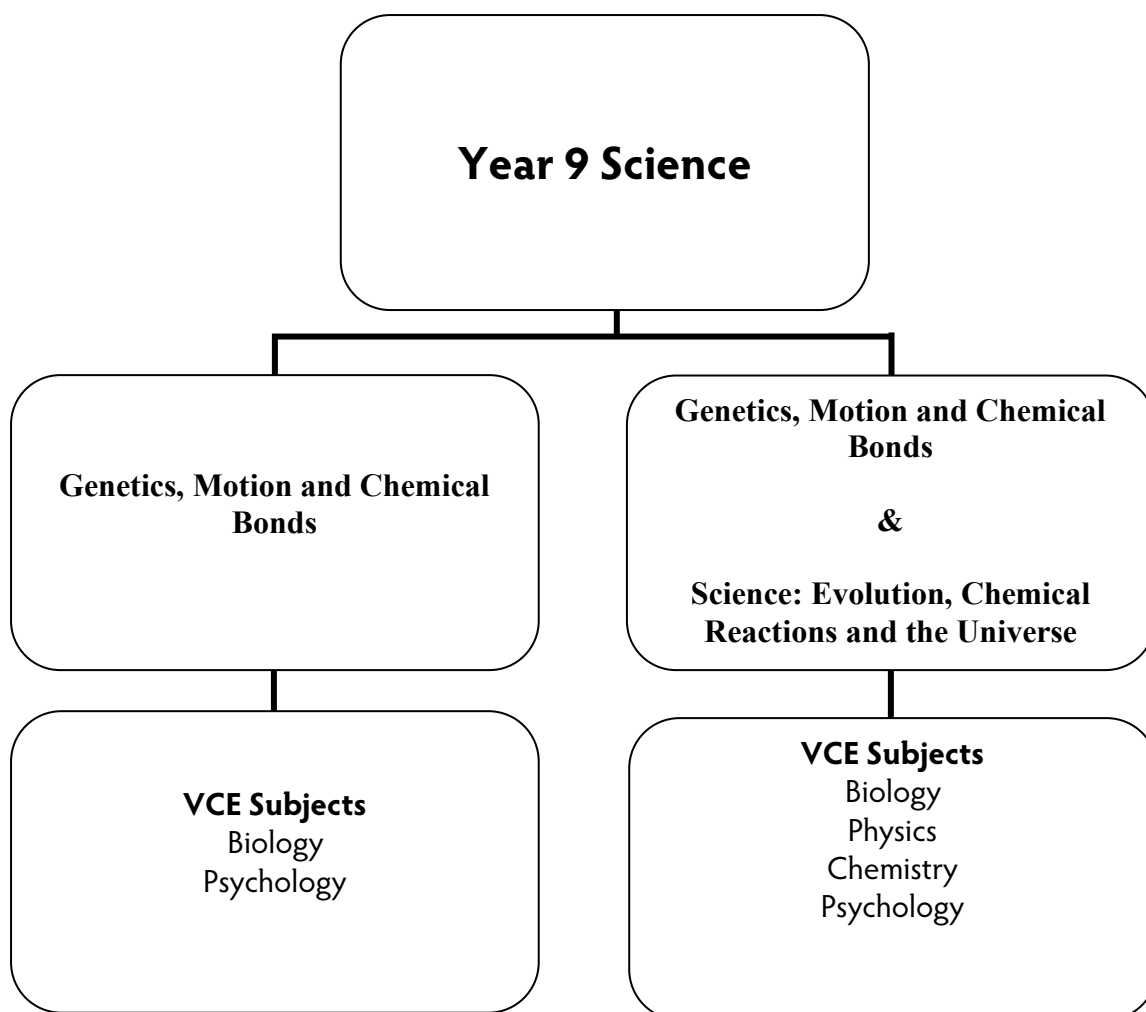 Year 9 Science
Genetics, Motion and Chemical
Bonds
Genetics, Motion and Chemical
Bonds
&
Science: Evolution, Chemical
Reactions and the Universe
VCE Subjects
Biology
Psychology
VCE Subjects
Biology
Physics
Chemistry
Psychology